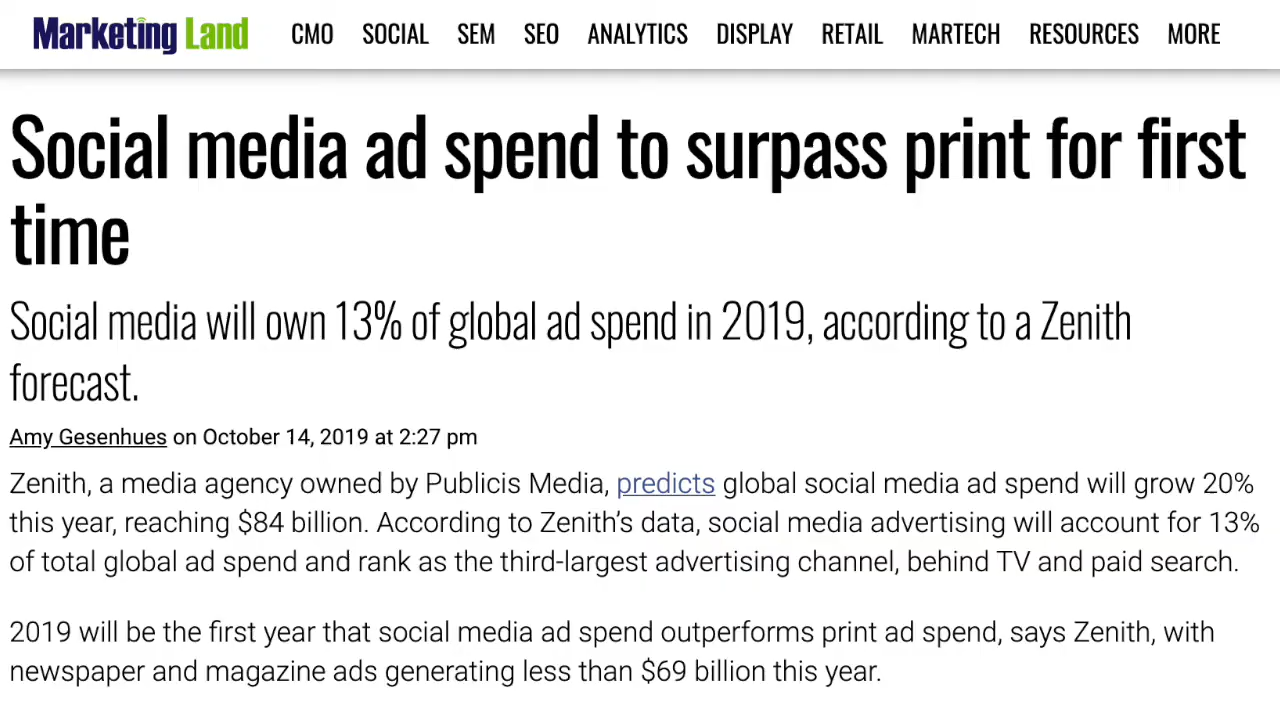 Marketing Land CMO SOCIAL SEM SEO ANALYTICS DISPLAY RETAIL MARTECH RESOURCES MORE
Social media ad spend to surpass print for first
time
Social media will own 13% of global ad spend in 2019, according to a Zenith
forecast.
Amy Gesenhues on October 14, 2019 at 2:27 pm
Zenith, a media agency owned by Publicis Media, predicts global social media ad spend will grow 20%
this year, reaching $84 billion. According to Zenith’s data, social media advertising will account for 13%
of total global ad spend and rank as the third-largest advertising channel, behind TV and paid search.
2019 will be the first year that social media ad spend outperforms print ad spend, says Zenith, with
newspaper and magazine ads generating less than $69 billion this year.